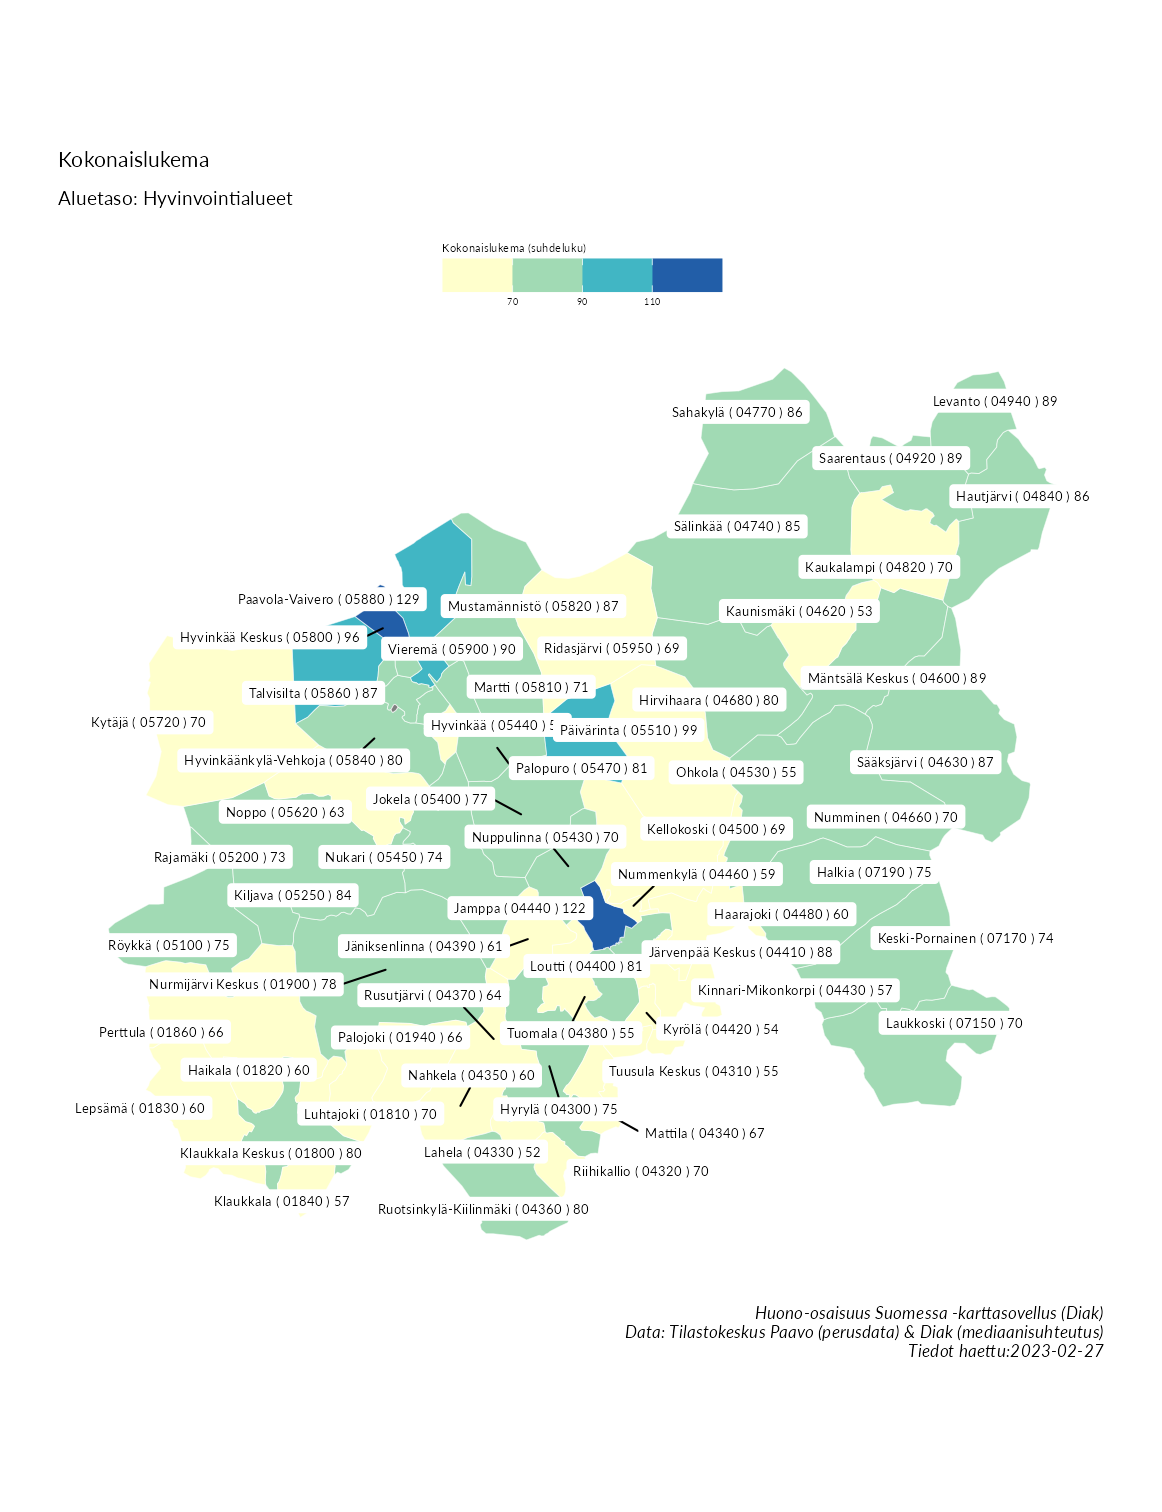 Kokonaislukema
Aluetaso: Hyvinvointialueet
Kokonaislukema (suhdeluku)
70 90 110
Levanto ( 04940 ) 89
Sahakylä ( 04770 ) 86
Saarentaus ( 04920 ) 89
Hautjärvi ( 04840 ) 86
Sälinkää ( 04740 ) 85
Kaukalampi ( 04820 ) 70
Paavola-Vaivero ( 05880 ) 129
Mustamännistö ( 05820 ) 87
Kaunismäki ( 04620 ) 53
Hyvinkää Keskus ( 05800 ) 96
Vieremä ( 05900 ) 90
Ridasjärvi ( 05950 ) 69
Mäntsälä Keskus ( 04600 ) 89
Talvisilta ( 05860 ) 87
Martti ( 05810 ) 71
Hirvihaara ( 04680 ) 80
Kytäjä ( 05720 ) 70
Hyvinkää ( 05440 )
Päivärinta ( 05510 ) 99
Hyvinkäänkylä-Vehkoja ( 05840 ) 80
Palopuro ( 05470 ) 81
Ohkola ( 04530 ) 55
Sääksjärvi ( 04630 ) 87
Jokela ( 05400 ) 77
Noppo ( 05620 ) 63
Numminen ( 04660 ) 70
Nuppulinna ( 05430 ) 70
Kellokoski ( 04500 ) 69
Rajamäki ( 05200 ) 73
Nukari ( 05450 ) 74
Nummenkylä ( 04460 ) 59
Halkia ( 07190 ) 75
Kiljava ( 05250 ) 84
Jamppa ( 04440 ) 122
Haarajoki ( 04480 ) 60
Röykkä ( 05100 ) 75
Jäniksenlinna ( 04390 ) 61
Järvenpää Keskus ( 04410 ) 88
Keski-Pornainen ( 07170 ) 74
Loutti ( 04400 ) 81
Nurmijärvi Keskus ( 01900 ) 78
Rusutjärvi ( 04370 ) 64
Kinnari-Mikonkorpi ( 04430 ) 57
Perttula ( 01860 ) 66
Palojoki ( 01940 ) 66
Tuomala ( 04380 ) 55
Kyrölä ( 04420 ) 54
Laukkoski ( 07150 ) 70
Haikala ( 01820 ) 60
Nahkela ( 04350 ) 60
Tuusula Keskus ( 04310 ) 55
Lepsämä ( 01830 ) 60
Luhtajoki ( 01810 ) 70
Hyrylä ( 04300 ) 75
Mattila ( 04340 ) 67
Klaukkala Keskus ( 01800 ) 80
Lahela ( 04330 ) 52
Riihikallio ( 04320 ) 70
Klaukkala ( 01840 ) 57
Ruotsinkylä-Kiilinmäki ( 04360 ) 80
Huono-osaisuus Suomessa -karttasovellus (Diak)
Data: Tilastokeskus Paavo (perusdata) & Diak (mediaanisuhteutus)
Tiedot haettu:2023-02-27